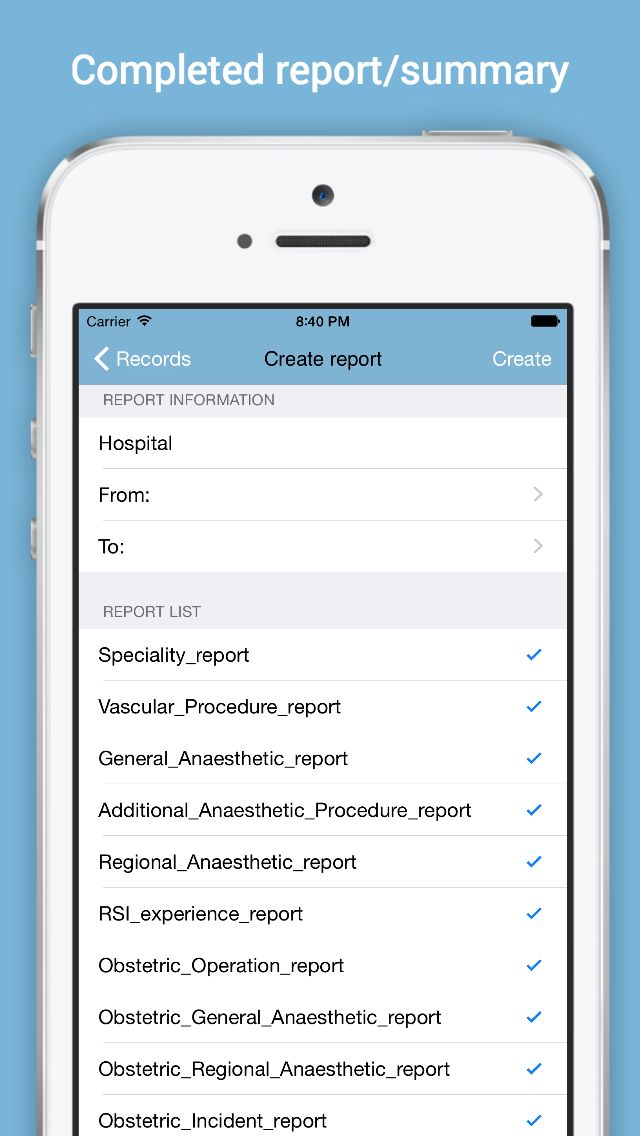 Completed report/summary
Carrier 8:40 PM
Records Create report Create
REPORT INFORMATION
Hospital
From:
To:
REPORT LIST
Speciality_report
Vascular_Procedure_report
General_Anaesthetic_report
Additional_Anaesthetic_Procedure_report
Regional_Anaesthetic_report
RSI_experience_report
Obstetric_Operation_report
Obstetric_General_Anaesthetic_report
Obstetric_Regional_Anaesthetic_report
Obstetric_Incident_report